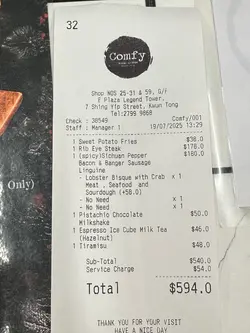 32
Comfy
Shop NOS 25-31 & 59, G/F
F Plaza Legend Tower,
7 Shing Yip Street, Kwun Tong
Tel:2799 9868
Check : 30549 Comfy/001
Staff : Manager 1 19/07/2025 13:29
1 Sweet Potato Fries $38.0
1 Rib Eye Steak $178.0
1 (spicy)Sichuan Pepper $180.0
Bacon & Banger Sausage
Linguine
- Lobster Bisque with Crab x 1
Meat , Seafood and
Sourdough (+58.0)
- No Need x 1
- No Need x 1
1 Pistachio Chocolate $50.0
Milkshake
1 Espresso Ice Cube Milk Tea $46.0
(Hazelnut)
1 Tiramisu $48.0
Sub-Total $540.0
Service Charge $54.0
Total $594.0
THANK YOU FOR YOUR VISIT
HAVE A NICE DAY
Only)